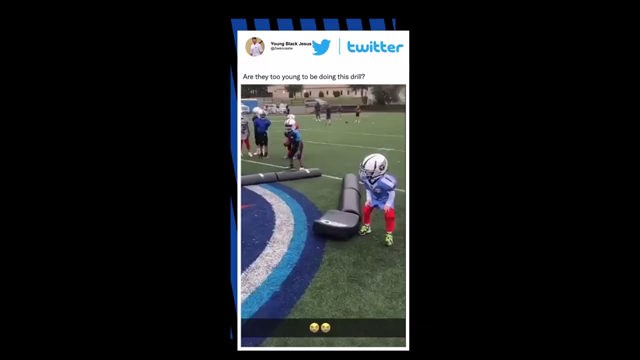 Young Black Jesus
twitter
Are they too young to be doing this drill?